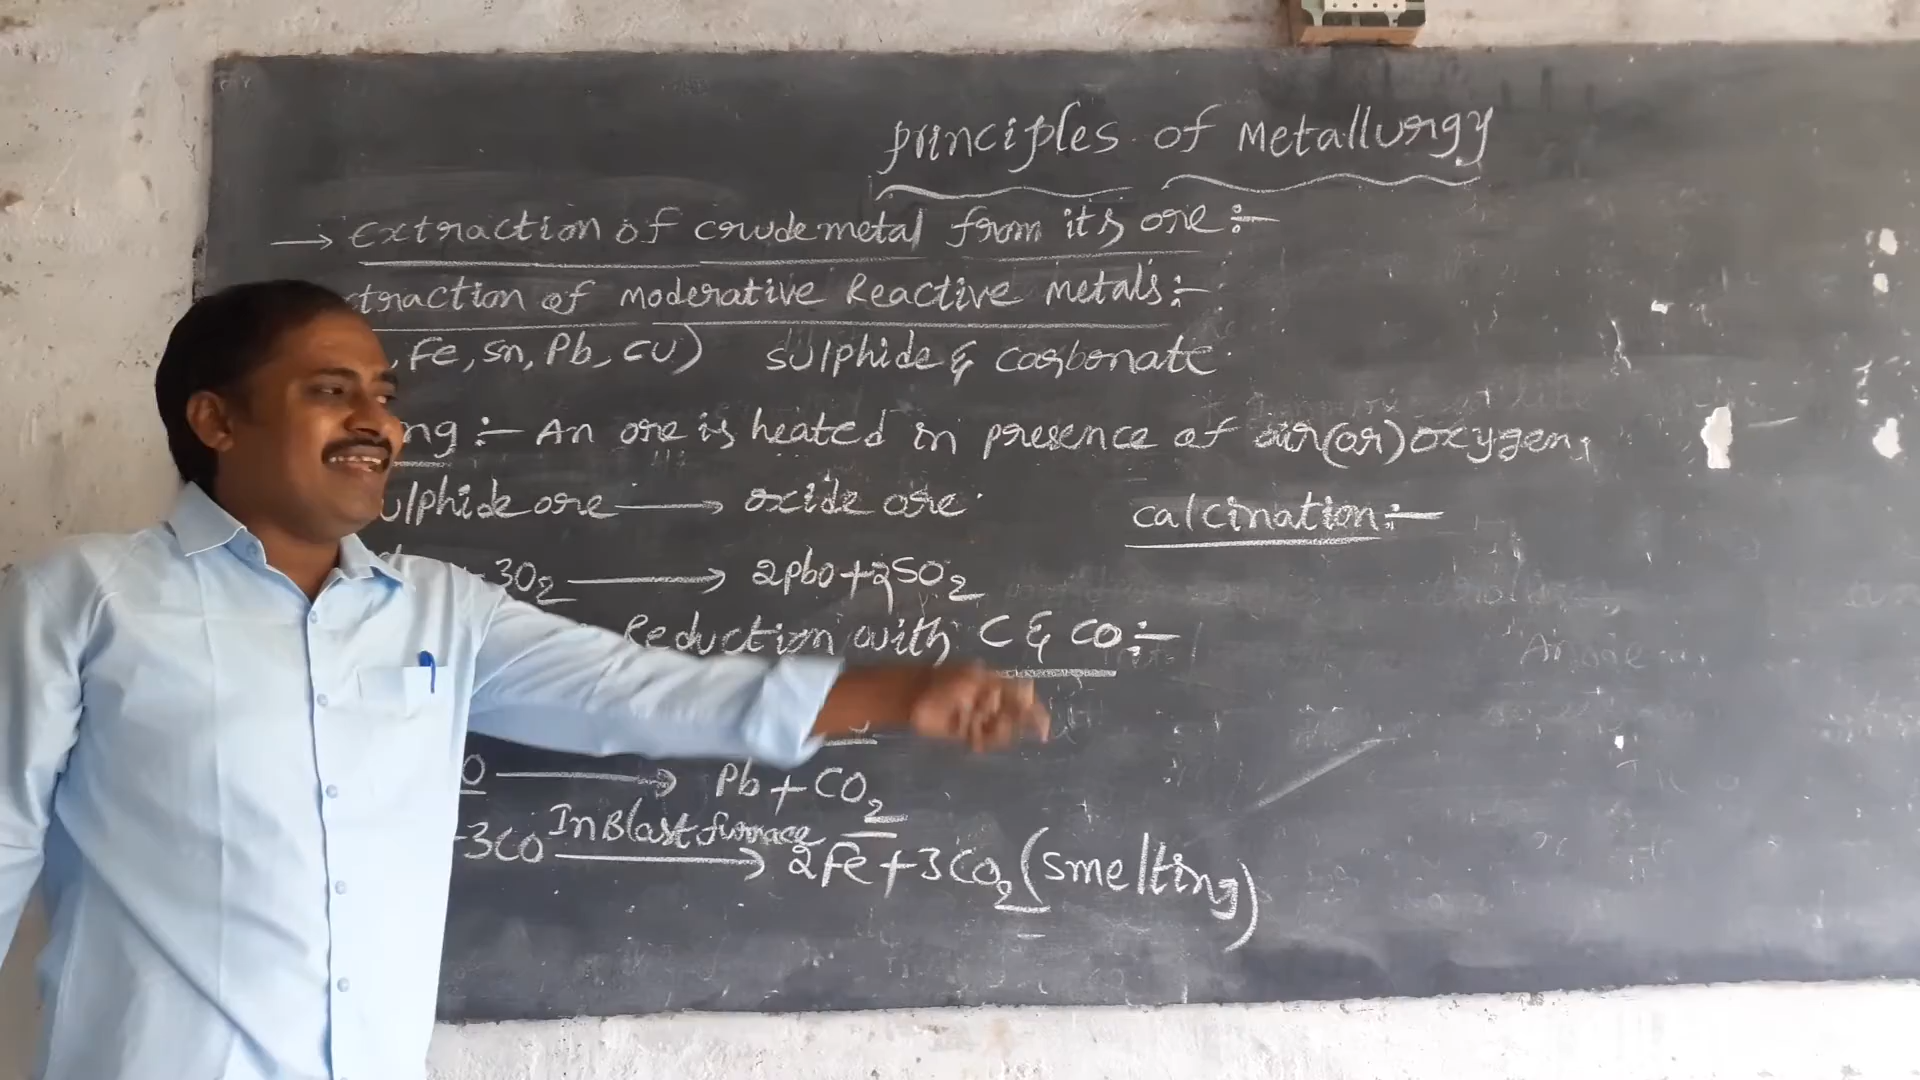 Principles of Metallurgy
→ Extraction of crude metal from its ore :-
traction of moderative Reactive metals :-
, Fe, Sn, Pb, Cu) sulphide & carbonate.
ing :- An ore is heated in presence of air (or) oxygen,
ulphide ore → oxide ore.
calcination :-
3O2 → 2PbO + 2SO2
Reduction with C & CO :-
O → Pb + CO2
3CO In Blast furnace → 2Fe + 3CO2 (smelting)